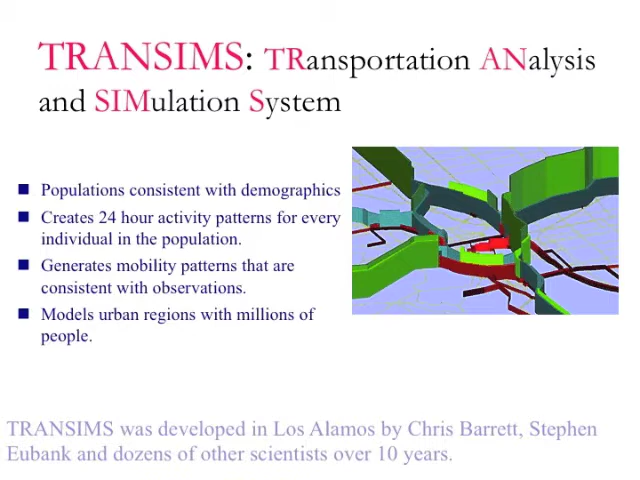 TRANSIMS: TRansportation ANalysis
and SIMulation System
Populations consistent with demographics
Creates 24 hour activity patterns for every
individual in the population.
Generates mobility patterns that are
consistent with observations.
Models urban regions with millions of
people.
TRANSIMS was developed in Los Alamos by Chris Barrett, Stephen
Eubank and dozens of other scientists over 10 years.